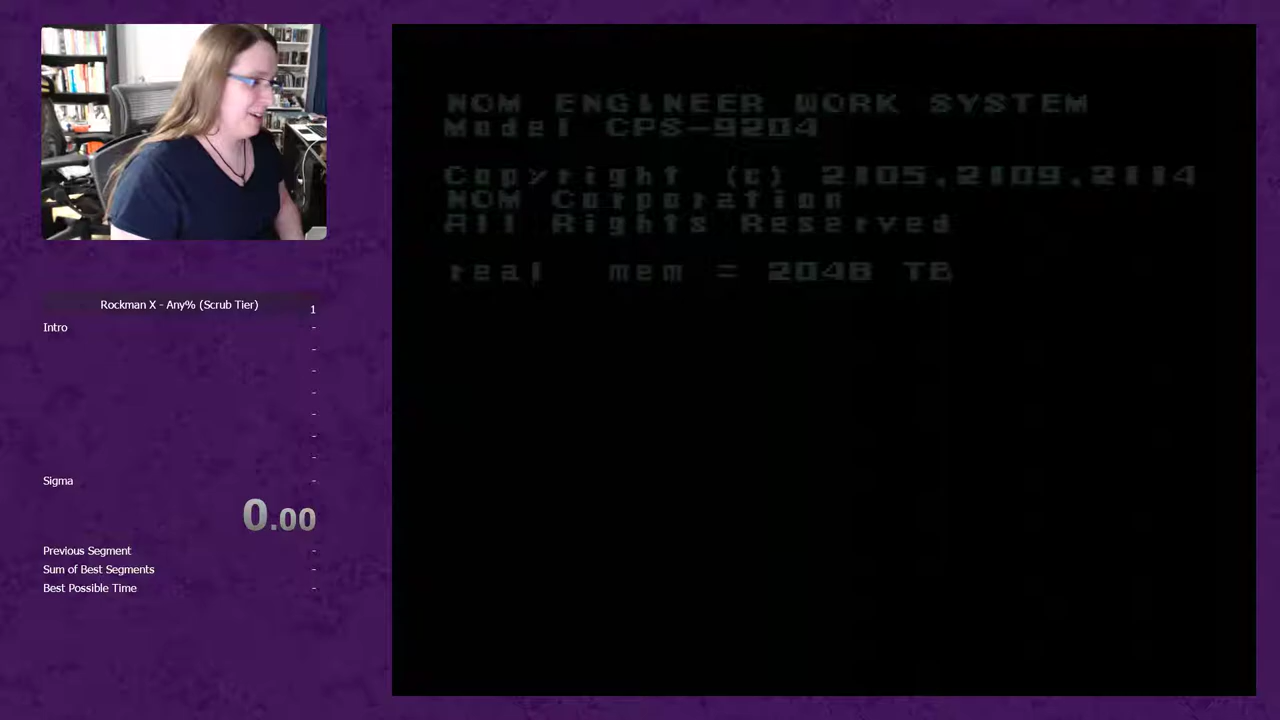 NOM ENGINEER WORK SYSTEM
Model CPS-9204
Copyright (c) 2105,2109,2114
NOM Corporation
All Rights Reserved
real mem = 2048 TB
Rockman X - Any% (Scrub Tier)
1
Intro -
-
-
-
-
-
-
Sigma -
0.00
Previous Segment -
Sum of Best Segments -
Best Possible Time -